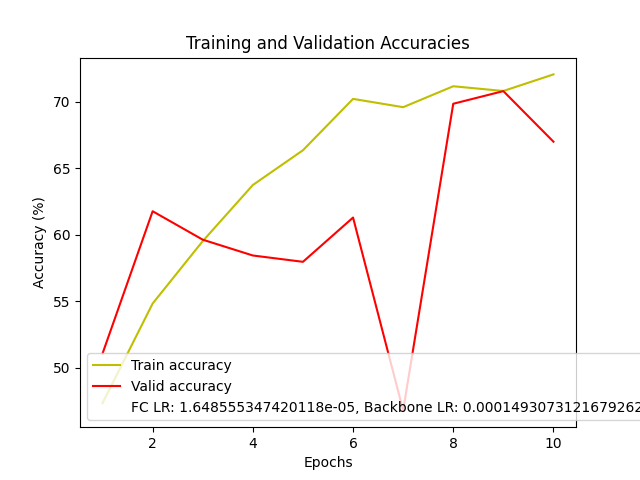 Training and Validation Accuracies
Accuracy (%)
70
65
60
55
50
Train accuracy
Valid accuracy
FC LR: 1.648555347420118e-05, Backbone LR: 0.0001493073121679262
2 4 6 8 10
Epochs